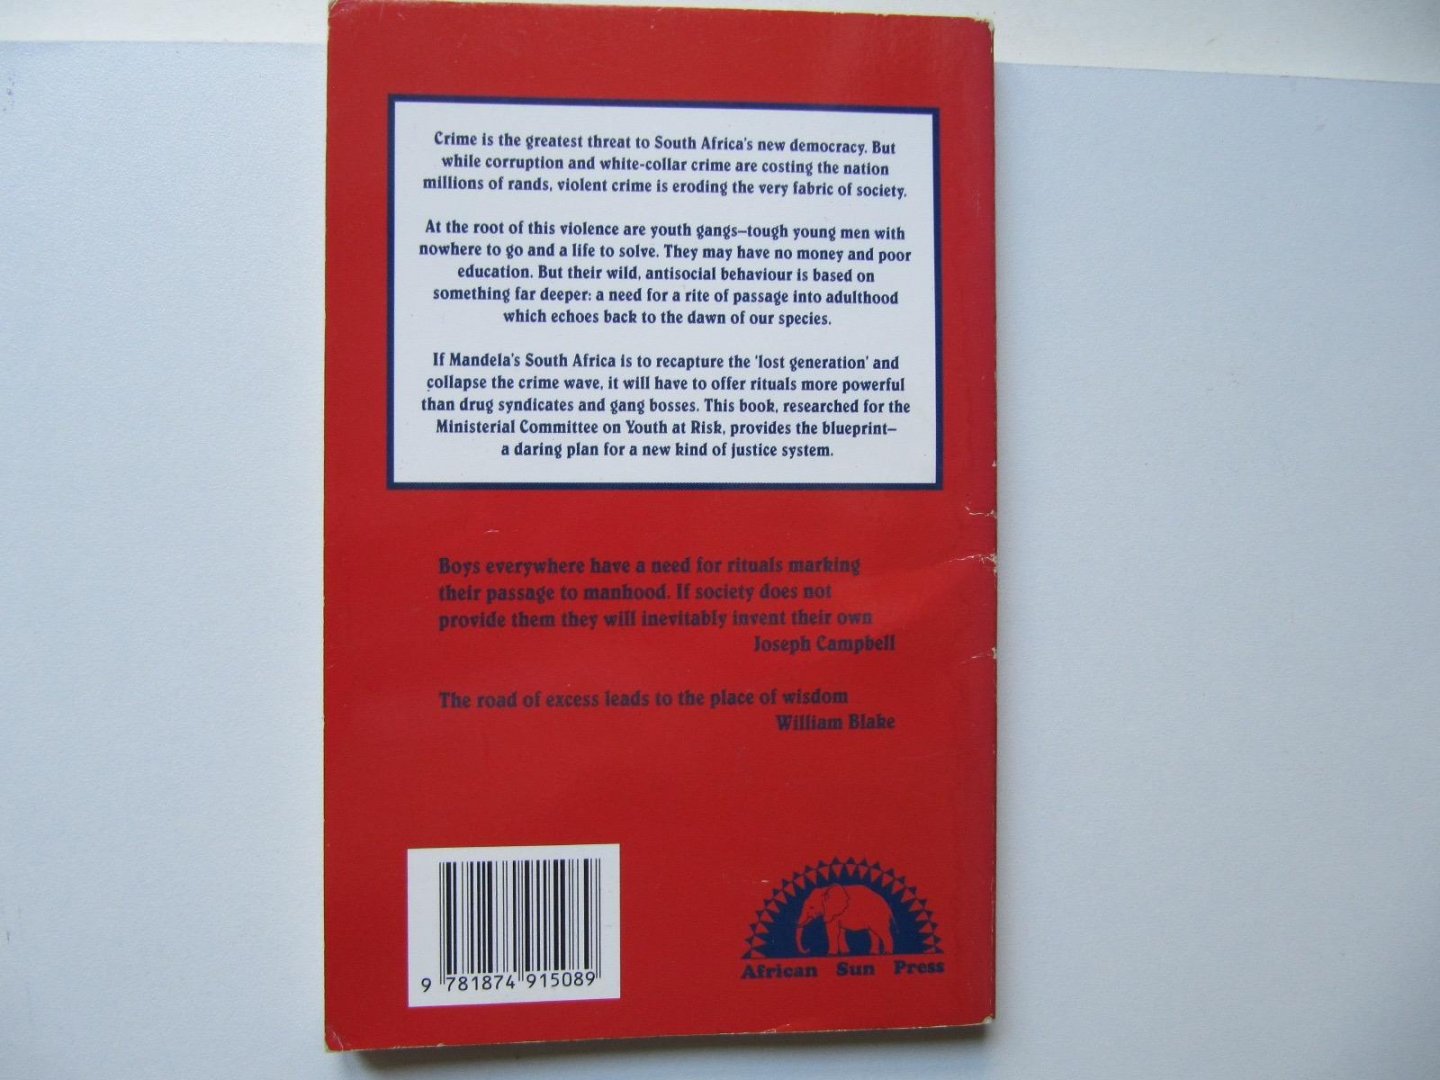 Crime is the greatest threat to South Africa's new democracy. But
while corruption and white-collar crime are costing the nation
millions of rands, violent crime is eroding the very fabric of society.
At the root of this violence are youth gangs—tough young men with
nowhere to go and a life to solve. They may have no money and poor
education. But their wild, antisocial behaviour is based on
something far deeper: a need for a rite of passage into adulthood
which echoes back to the dawn of our species.
If Mandela's South Africa is to recapture the 'lost generation' and
collapse the crime wave, it will have to offer rituals more powerful
than drug syndicates and gang bosses. This book, researched for the
Ministerial Committee on Youth at Risk, provides the blueprint—
a daring plan for a new kind of justice system.
Boys everywhere have a need for rituals marking
their passage to manhood. If society does not
provide them they will inevitably invent their own
Joseph Campbell
The road of excess leads to the place of wisdom
William Blake
9 781874 915089
African Sun Press